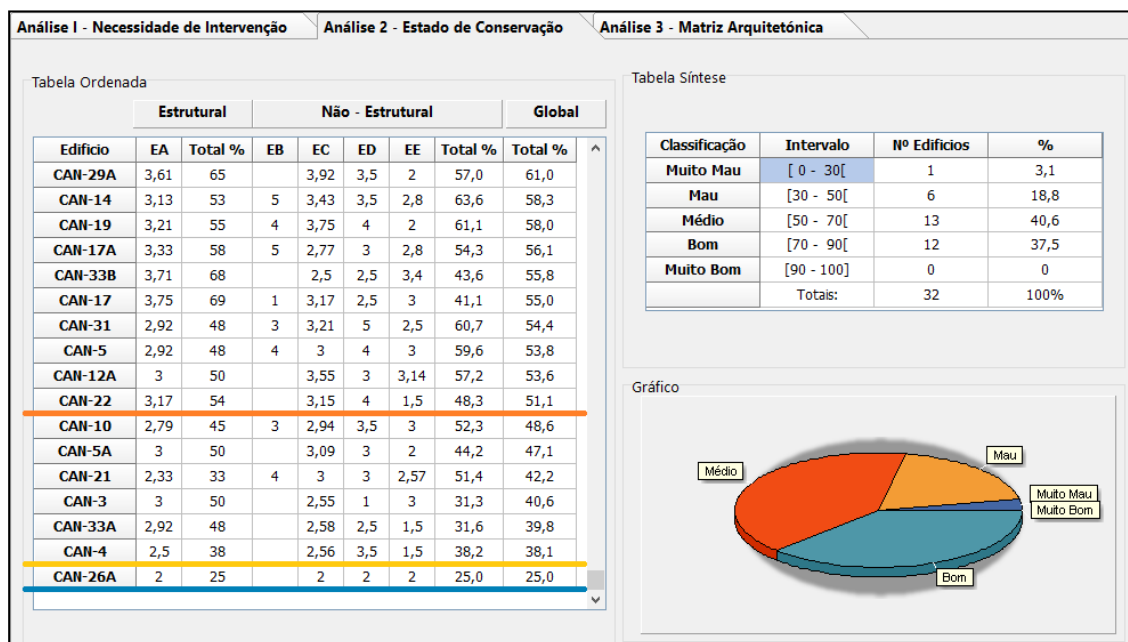 Análise I - Necessidade de Intervenção Análise 2 - Estado de Conservação Análise 3 - Matriz Arquitetónica
Tabela Ordenada
Estrutural Não - Estrutural Global
Edificio EA Total % EB EC ED EE Total % Total %
CAN-29A 3,61 65 3,92 3,5 2 57,0 61,0
CAN-14 3,13 53 5 3,43 3,5 2,8 63,6 58,3
CAN-19 3,21 55 4 3,75 4 2 61,1 58,0
CAN-17A 3,33 58 5 2,77 3 2,8 54,3 56,1
CAN-33B 3,71 68 2,5 2,5 3,4 43,6 55,8
CAN-17 3,75 69 1 3,17 2,5 3 41,1 55,0
CAN-31 2,92 48 3 3,21 5 2,5 60,7 54,4
CAN-5 2,92 48 4 3 4 3 59,6 53,8
CAN-12A 3 50 3,55 3 3,14 57,2 53,6
CAN-22 3,17 54 3,15 4 1,5 48,3 51,1
CAN-10 2,79 45 3 2,94 3,5 3 52,3 48,6
CAN-5A 3 50 3,09 3 2 44,2 47,1
CAN-21 2,33 33 4 3 3 2,57 51,4 42,2
CAN-3 3 50 2,55 1 3 31,3 40,6
CAN-33A 2,92 48 2,58 2,5 1,5 31,6 39,8
CAN-4 2,5 38 2,56 3,5 1,5 38,2 38,1
CAN-26A 2 25 2 2 2 25,0 25,0
Tabela Síntese
Classificação Intervalo Nº Edificios %
Muito Mau [ 0 - 30[ 1 3,1
Mau [30 - 50[ 6 18,8
Médio [50 - 70[ 13 40,6
Bom [70 - 90[ 12 37,5
Muito Bom [90 - 100] 0 0
Totais: 32 100%
Gráfico
Mau
Médio
Muito Mau
Muito Bom
Bom